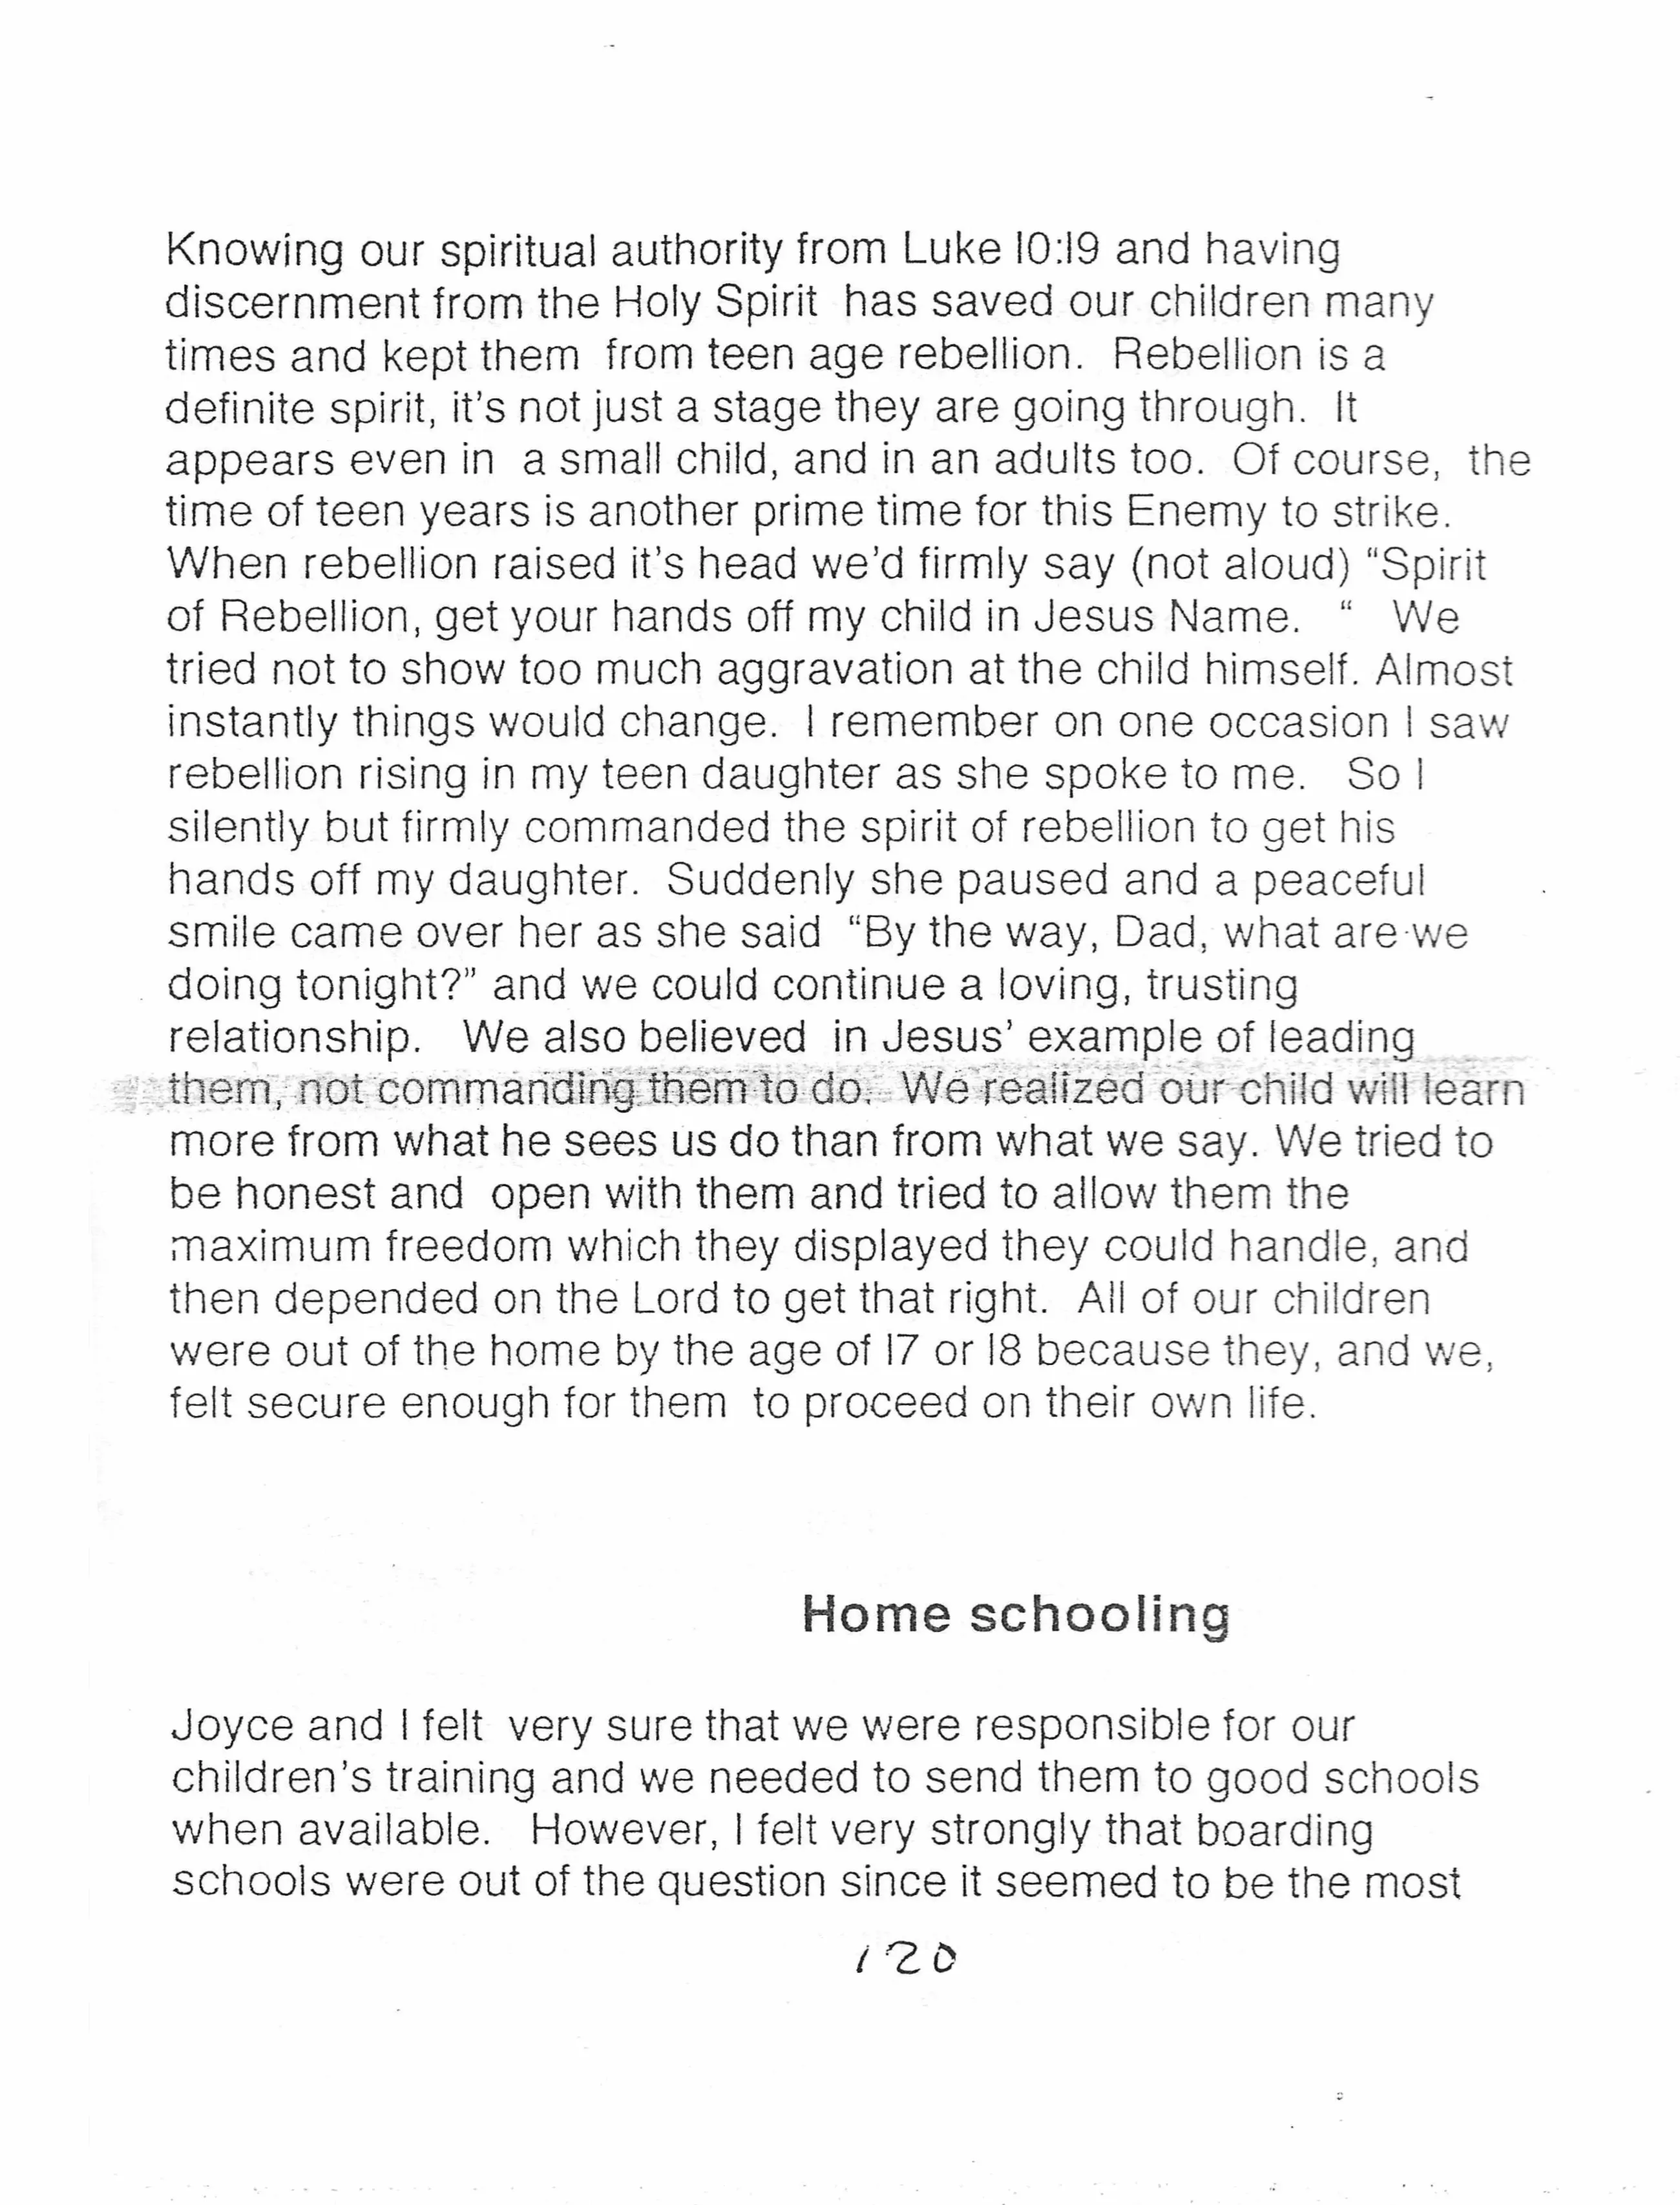 Knowing our spiritual authority from Luke 10:19 and having
discernment from the Holy Spirit has saved our children many
times and kept them from teen age rebellion. Rebellion is a
definite spirit, it's not just a stage they are going through. It
appears even in a small child, and in an adults too. Of course, the
time of teen years is another prime time for this Enemy to strike.
When rebellion raised it's head we'd firmly say (not aloud) “Spirit
of Rebellion, get your hands off my child in Jesus Name. “ We
tried not to show too much aggravation at the child himself. Almost
instantly things would change. I remember on one occasion I saw
rebellion rising in my teen daughter as she spoke to me. So I
silently but firmly commanded the spirit of rebellion to get his
hands off my daughter. Suddenly she paused and a peaceful
smile came over her as she said “By the way, Dad, what are we
doing tonight?” and we could continue a loving, trusting
relationship. We also believed in Jesus' example of leading
them, not commanding them to do. We realized our child will learn
more from what he sees us do than from what we say. We tried to
be honest and open with them and tried to allow them the
maximum freedom which they displayed they could handle, and
then depended on the Lord to get that right. All of our children
were out of the home by the age of 17 or 18 because they, and we,
felt secure enough for them to proceed on their own life.
Home schooling
Joyce and I felt very sure that we were responsible for our
children's training and we needed to send them to good schools
when available. However, I felt very strongly that boarding
schools were out of the question since it seemed to be the most
120